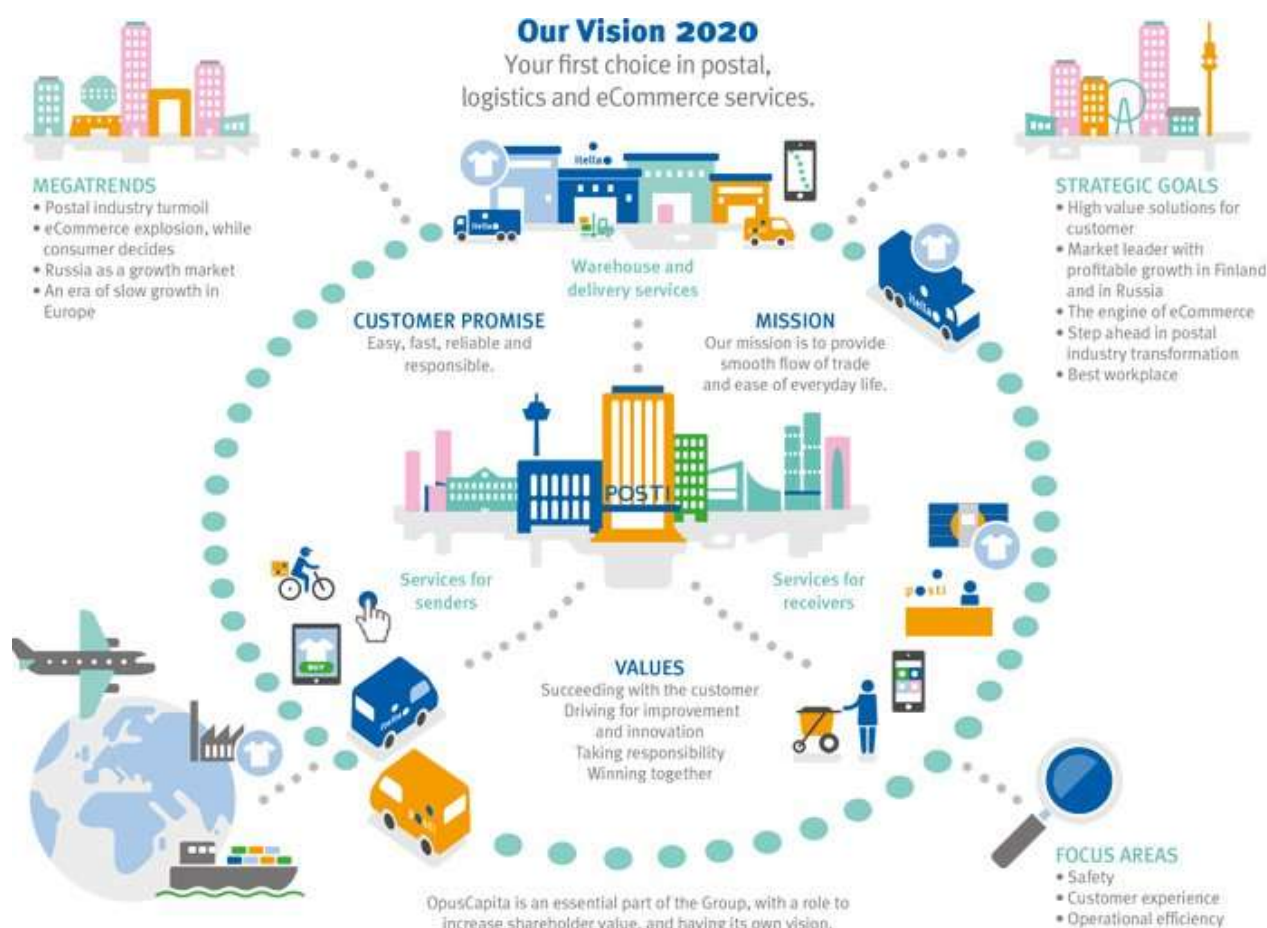 Our Vision 2020
Your first choice in postal,
logistics and eCommerce services.
MEGATRENDS
• Postal industry turmoil
• eCommerce explosion, while
consumer decides
• Russia as a growth market
• An era of slow growth in
Europe
STRATEGIC GOALS
• High value solutions for
customer
• Market leader with
profitable growth in Finland
and in Russia
• The engine of eCommerce
• Step ahead in postal
industry transformation
• Best workplace
itella
itella
Warehouse and
delivery services
itella
CUSTOMER PROMISE
Easy, fast, reliable and
responsible.
MISSION
Our mission is to provide
smooth flow of trade
and ease of everyday life.
POSTI
Services for
senders
Services for
receivers
posti
BUY
itella
posti
VALUES
Succeeding with the customer
Driving for improvement
and innovation
Taking responsibility
Winning together
FOCUS AREAS
• Safety
• Customer experience
• Operational efficiency
OpusCapita is an essential part of the Group, with a role to
increase shareholder value, and having its own vision.